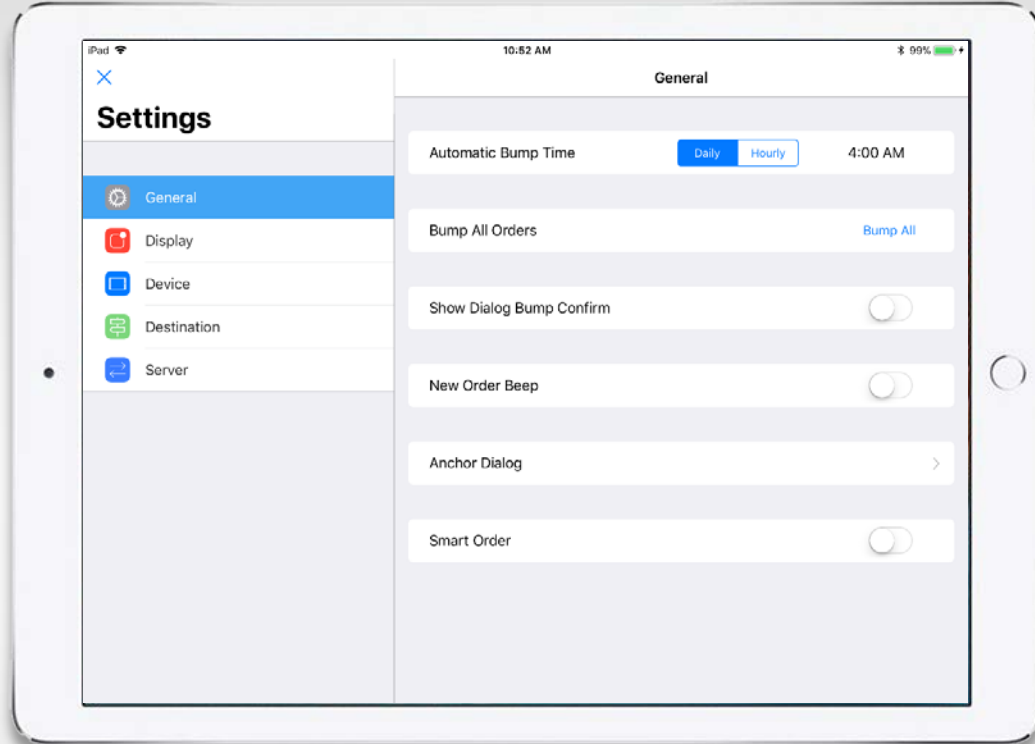 iPad 10:52 AM 99%
Settings
General
Display
Device
Destination
Server
General
Automatic Bump Time Daily Hourly 4:00 AM
Bump All Orders Bump All
Show Dialog Bump Confirm
New Order Beep
Anchor Dialog
Smart Order